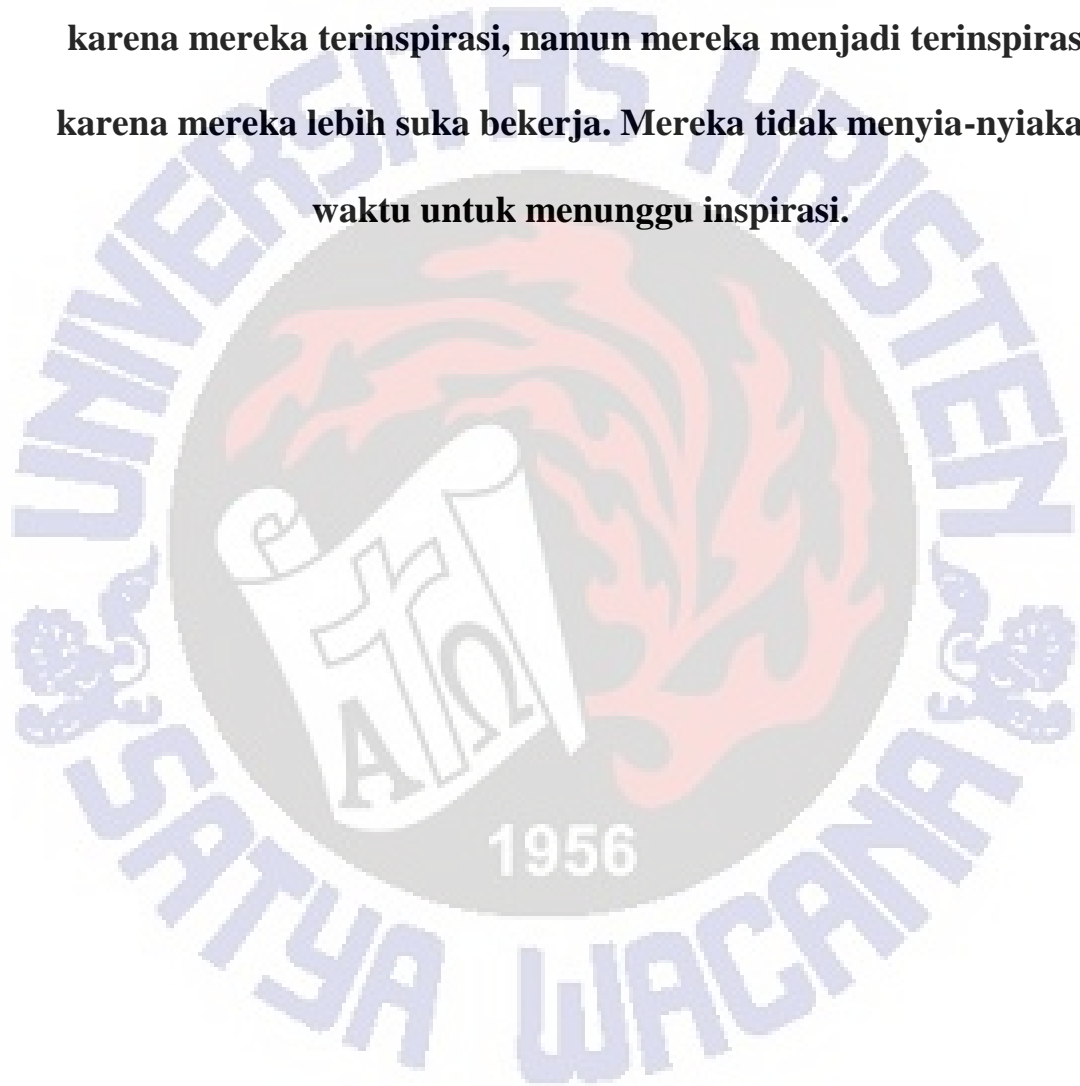 karena mereka terinspirasi, namun mereka menjadi terinspiras
karena mereka lebih suka bekerja. Mereka tidak menyia-nyiaka
waktu untuk menunggu inspirasi.
UNIVERSITAS KRISTEN
SATYA WACANA
Α Ω
1956